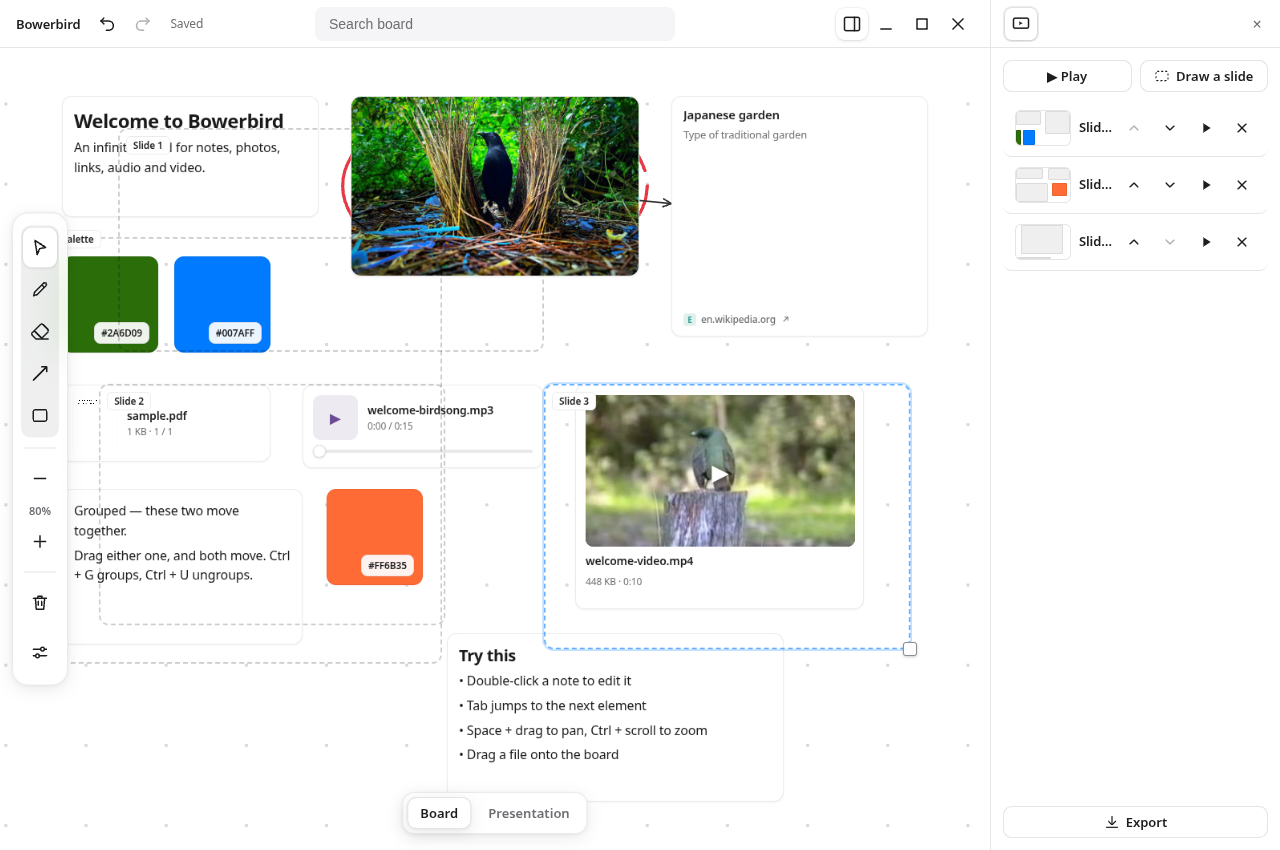 Bowerbird
Saved
Search board
Play
Draw a slide
Slid...
Slid...
Slid...
Export
Welcome to Bowerbird
An infinit
l for notes, photos,
links, audio and video.
Slide 1
Japanese garden
Type of traditional garden
E
en.wikipedia.org ↗
alette
#2A6D09
#007AFF
Slide 2
sample.pdf
1 KB · 1 / 1
welcome-birdsong.mp3
0:00 / 0:15
Slide 3
welcome-video.mp4
448 KB · 0:10
80%
Grouped — these two move
together.
Drag either one, and both move. Ctrl
+ G groups, Ctrl + U ungroups.
#FF6B35
Try this
• Double-click a note to edit it
• Tab jumps to the next element
• Space + drag to pan, Ctrl + scroll to zoom
• Drag a file onto the board
Board
Presentation